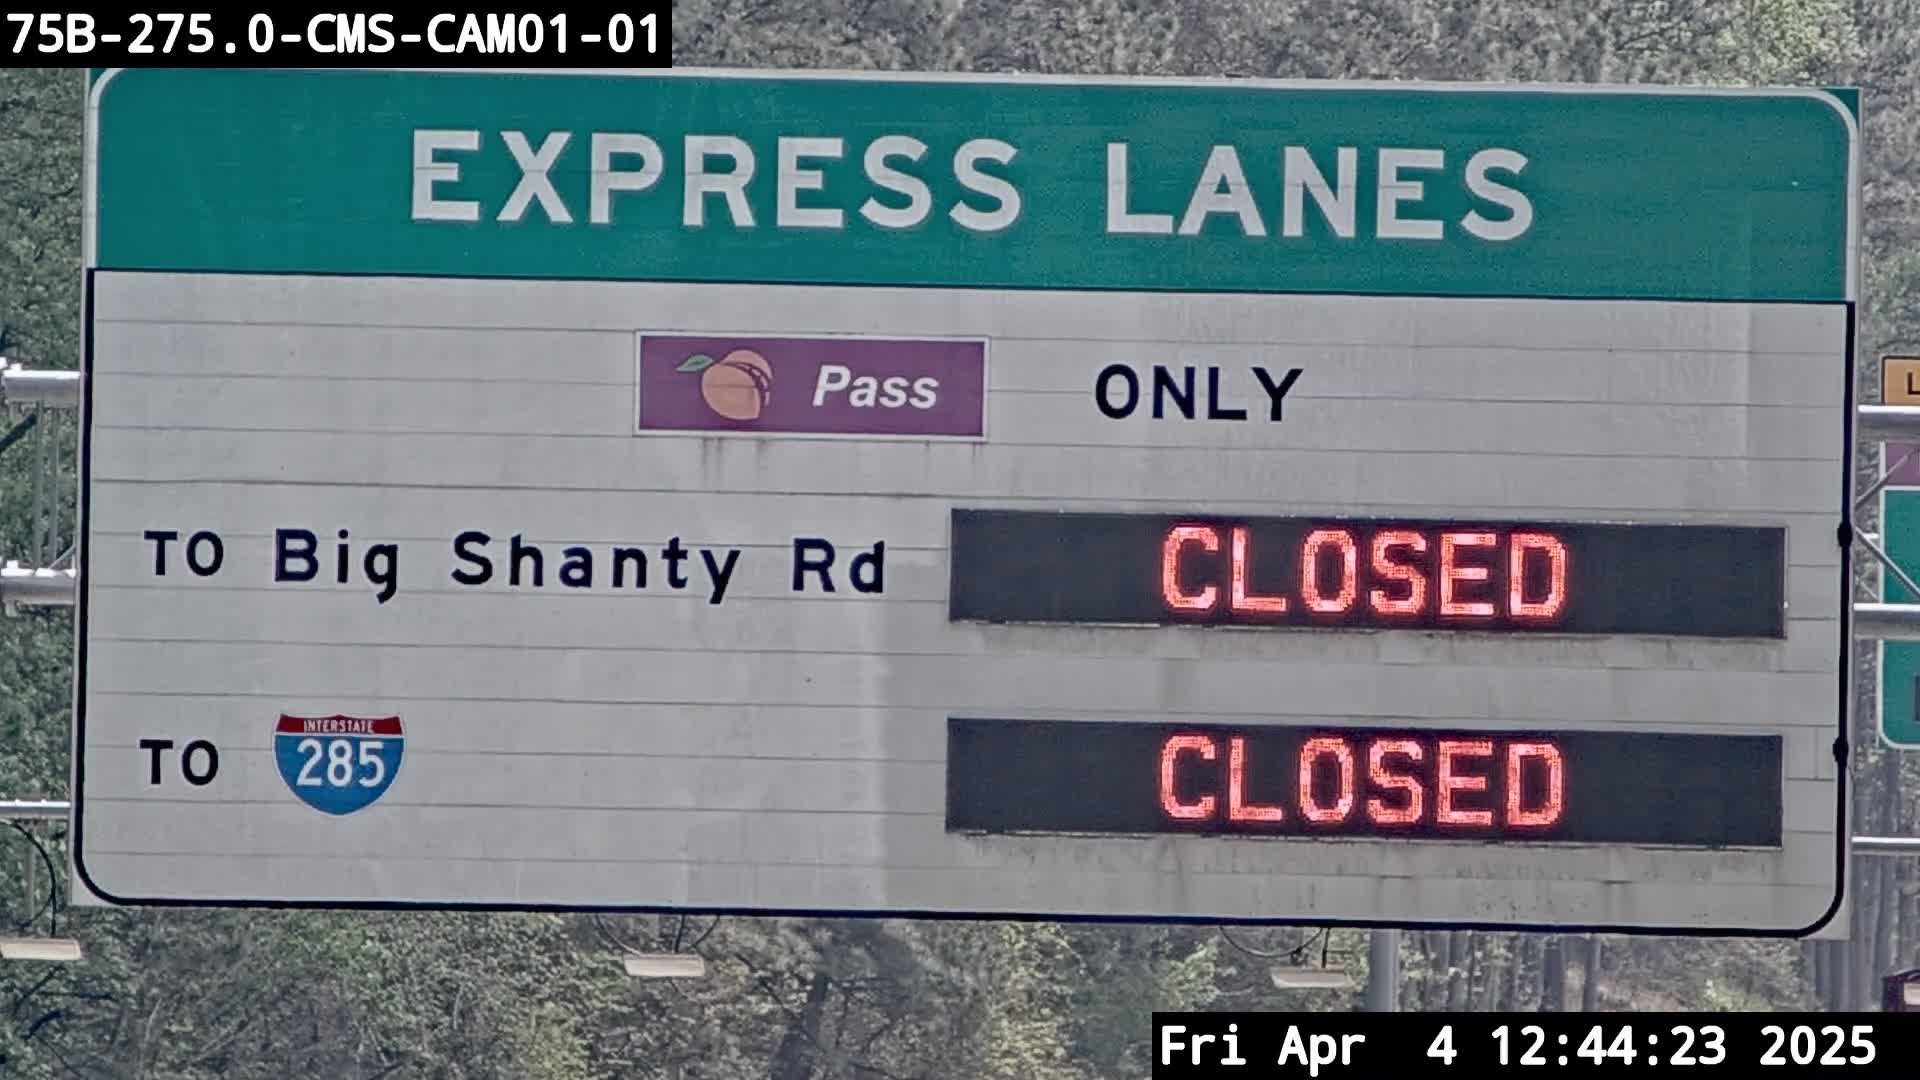 75B-275.0-CMS-CAM01-01
EXPRESS LANES
Pass ONLY
TO Big Shanty Rd CLOSED
TO INTERSTATE 285 CLOSED
Fri Apr 4 12:44:23 2025